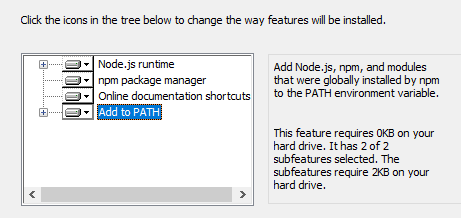 Click the icons in the tree below to change the way features will be installed.
Node.js runtime
npm package manager
Online documentation shortcuts
Add to PATH
Add Node.js, npm, and modules
that were globally installed by npm
to the PATH environment variable.
This feature requires 0KB on your
hard drive. It has 2 of 2
subfeatures selected. The
subfeatures require 2KB on your
hard drive.